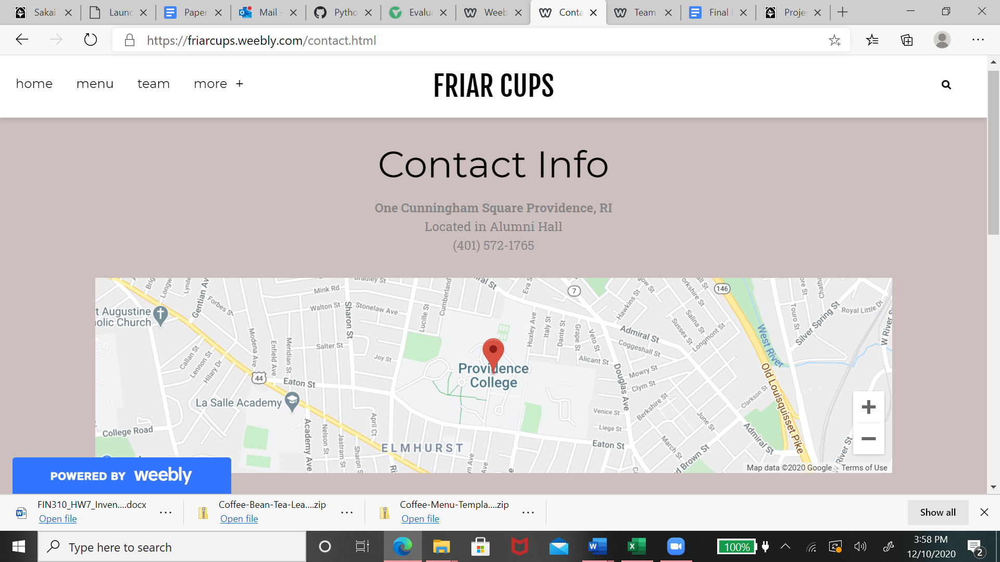 Sakai
Launc
Paper
Mail -
Pytho
Evalua
Weeb
Conta
Team
Final
Projec
https://friarcups.weebly.com/contact.html
home
menu
team
more +
FRIAR CUPS
Contact Info
One Cunningham Square Providence, RI
Located in Alumni Hall
(401) 572-1765
Gentian Av
Forbes St
Mink Rd
Walton St
Sharon St
Stonelaw Ave
Bradley St
Lucille St
Cumberland
7
146
t Augustine
olic Church
Huxley Ave
Italy St
Dante St
Grape St
Veto St
Hawkins St
Admiral St
Coggeshall St
Sussex St
Salina St
Longmont St
West River
Touro St
Silver Spring St
Royal Little Dr
W River S
Callan St
Lennon St
Hilary Dr
Modena Ave
Enfield Ave
Meridian St
Salter St
Joy St
Providence
College
Alicant St
Mowry St
Clym St
Douglas Ave
Berkshire St
Old Louisquisset Pike
44
Eaton St
La Salle Academy
College Road
Academy Ave
Nelson St
Jastram St
Sharon S
April Ct
ELMHURST
Venice St
Liege St
Eaton St
March St
June St
Clarkson St
Admiral St
d Brown St
River St
+
−
Map data ©2020 Google
Terms of Use
POWERED BY weebly
FIN310_HW7_Inven....docx
Open file
Coffee-Bean-Tea-Lea....zip
Open file
Coffee-Menu-Templa....zip
Open file
Show all
Type here to search
100%
3:58 PM
12/10/2020
2